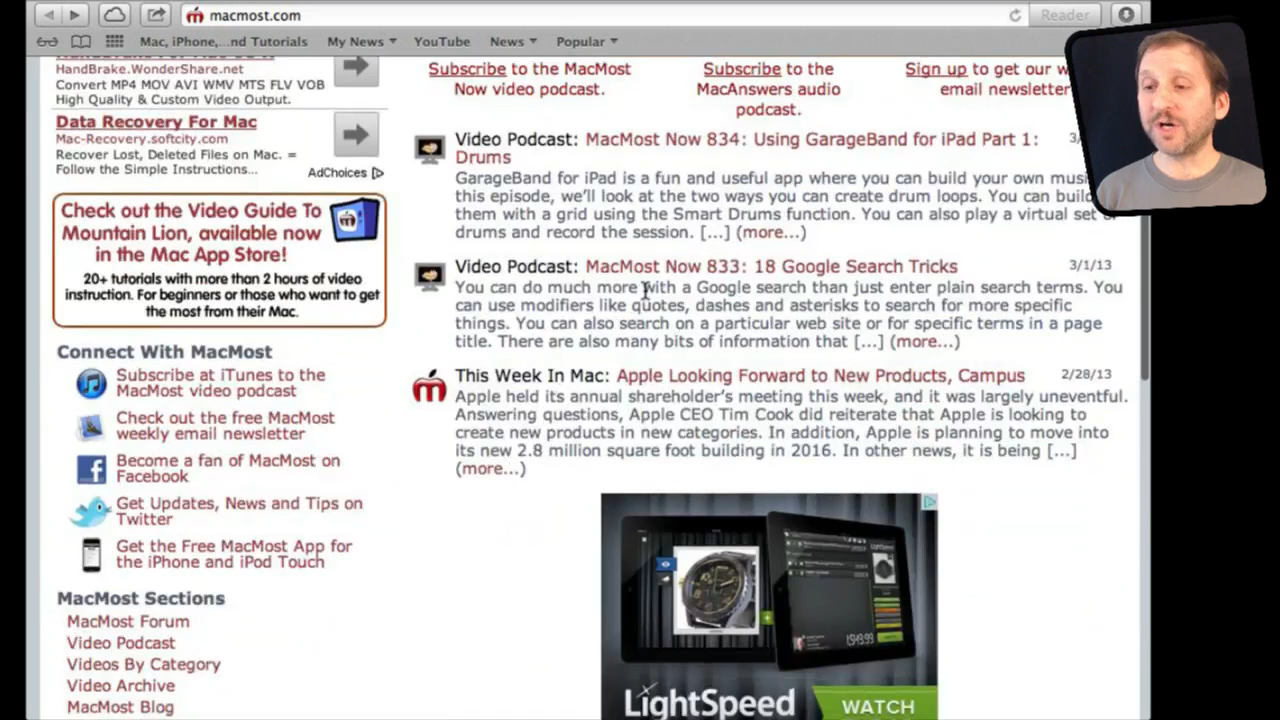 macmost.com
Reader
Mac, iPhone,...nd Tutorials
My News
YouTube
News
Popular
HandBrake.WonderShare.net
Convert MP4 MOV AVI WMV MTS FLV VOB
High Quality & Custom Video Output.
Data Recovery For Mac
Mac-Recovery.softcity.com
Recover Lost, Deleted Files on Mac. =
Follow the Simple Instructions...
AdChoices
Check out the Video Guide To
Mountain Lion, available now
in the Mac App Store!
20+ tutorials with more than 2 hours of video
instruction. For beginners or those who want to get
the most from their Mac.
Connect With MacMost
Subscribe at iTunes to the
MacMost video podcast
Check out the free MacMost
weekly email newsletter
Become a fan of MacMost on
Facebook
Get Updates, News and Tips on
Twitter
Get the Free MacMost App for
the iPhone and iPod Touch
MacMost Sections
MacMost Forum
Video Podcast
Videos By Category
Video Archive
MacMost Blog
Subscribe to the MacMost
Now video podcast.
Subscribe to the
MacAnswers audio
podcast.
Sign up to get our w
email newsletter
Video Podcast: MacMost Now 834: Using GarageBand for iPad Part 1:
Drums
GarageBand for iPad is a fun and useful app where you can build your own musi
this episode, we'll look at the two ways you can create drum loops. You can build
them with a grid using the Smart Drums function. You can also play a virtual set of
drums and record the session. [...] (more...)
Video Podcast: MacMost Now 833: 18 Google Search Tricks 3/1/13
You can do much more with a Google search than just enter plain search terms. You
can use modifiers like quotes, dashes and asterisks to search for more specific
things. You can also search on a particular web site or for specific terms in a page
title. There are also many bits of information that [...] (more...)
This Week In Mac: Apple Looking Forward to New Products, Campus 2/28/13
Apple held its annual shareholder's meeting this week, and it was largely uneventful.
Answering questions, Apple CEO Tim Cook did reiterate that Apple is looking to
create new products in new categories. In addition, Apple is planning to move into
its new 2.8 million square foot building in 2016. In other news, it is being [...]
(more...)
LightSpeed
WATCH